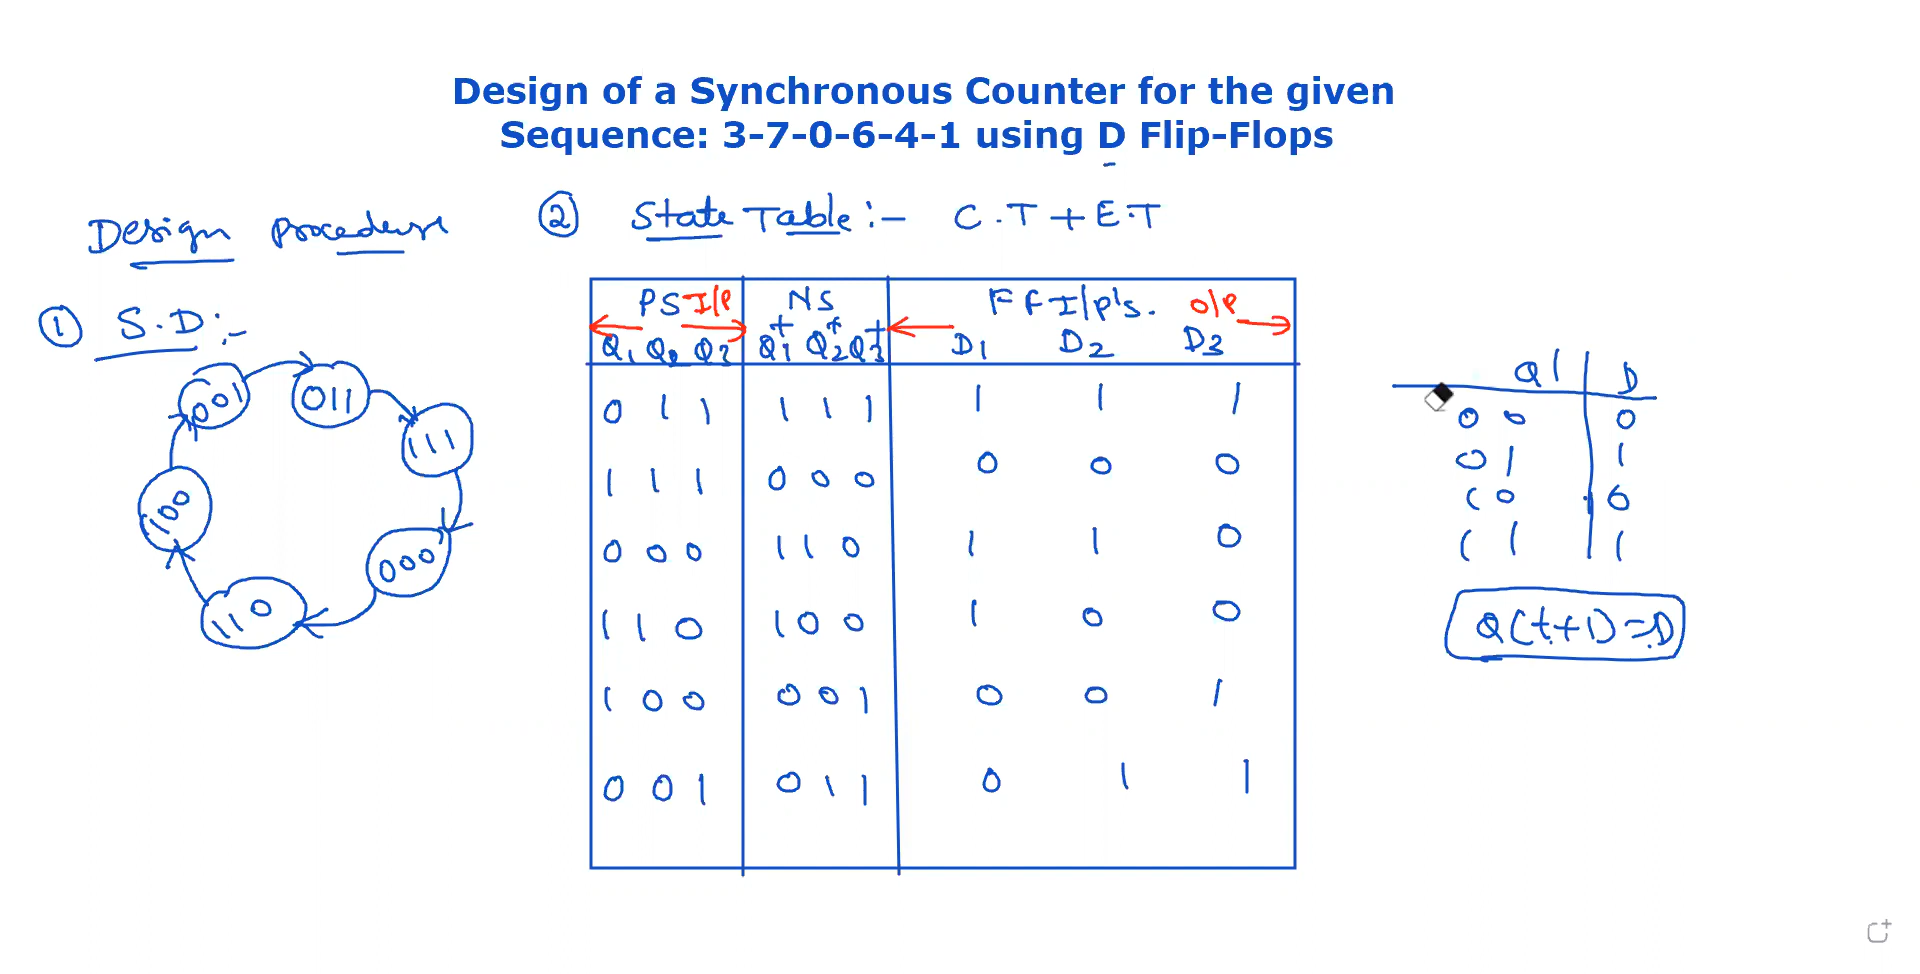 Design of a Synchronous Counter for the given
Sequence: 3-7-0-6-4-1 using D Flip-Flops
Design Procedure
① S.D:-
001
011
111
000
110
100
② State Table:- C.T + E.T
PS I/P NS FF I/p's. O/P
Q1 Q2 Q3 Q1+ Q2+ Q3+ D1 D2 D3
0 1 1 1 1 1 1 1 1
1 1 1 0 0 0 0 0 0
0 0 0 1 1 0 1 1 0
1 1 0 1 0 0 1 0 0
1 0 0 0 0 1 0 0 1
0 0 1 0 1 1 0 1 1
Q1 D
0 0 0
0 1 1
1 0 0
1 1 1
Q(t+1)=D